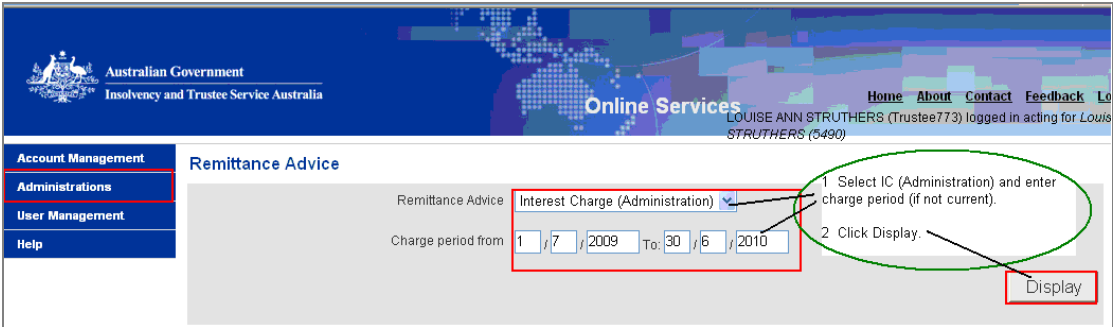 Australian Government
Insolvency and Trustee Service Australia
Online Services
Home About Contact Feedback Lo
LOUISE ANN STRUTHERS (Trustee773) logged in acting for Louis
STRUTHERS (5490)
Account Management
Administrations
User Management
Help
Remittance Advice
Remittance Advice Interest Charge (Administration)
Charge period from 1 / 7 / 2009 To: 30 / 6 / 2010
1 Select IC (Administration) and enter
charge period (if not current).
2 Click Display.
Display